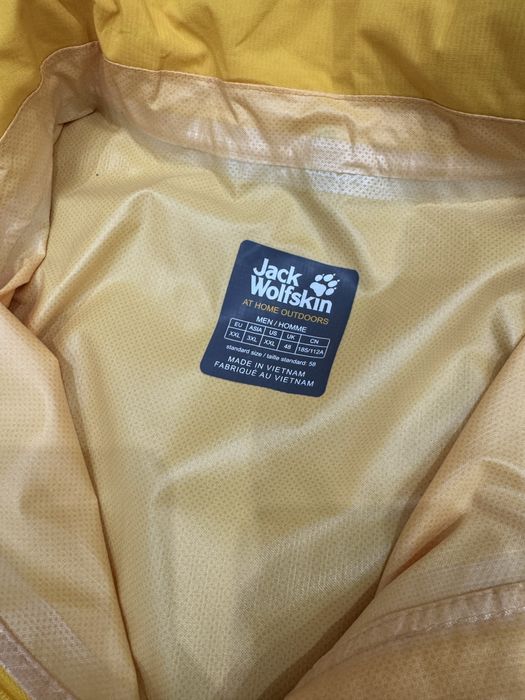 Jack
Wolfskin
AT HOME OUTDOORS
MEN / HOMME
EU ASIA US UK CN
XXL 3XL XXL 48 185/112A
standard size / taille standard: 58
MADE IN VIETNAM
FABRIQUÉ AU VIETNAM